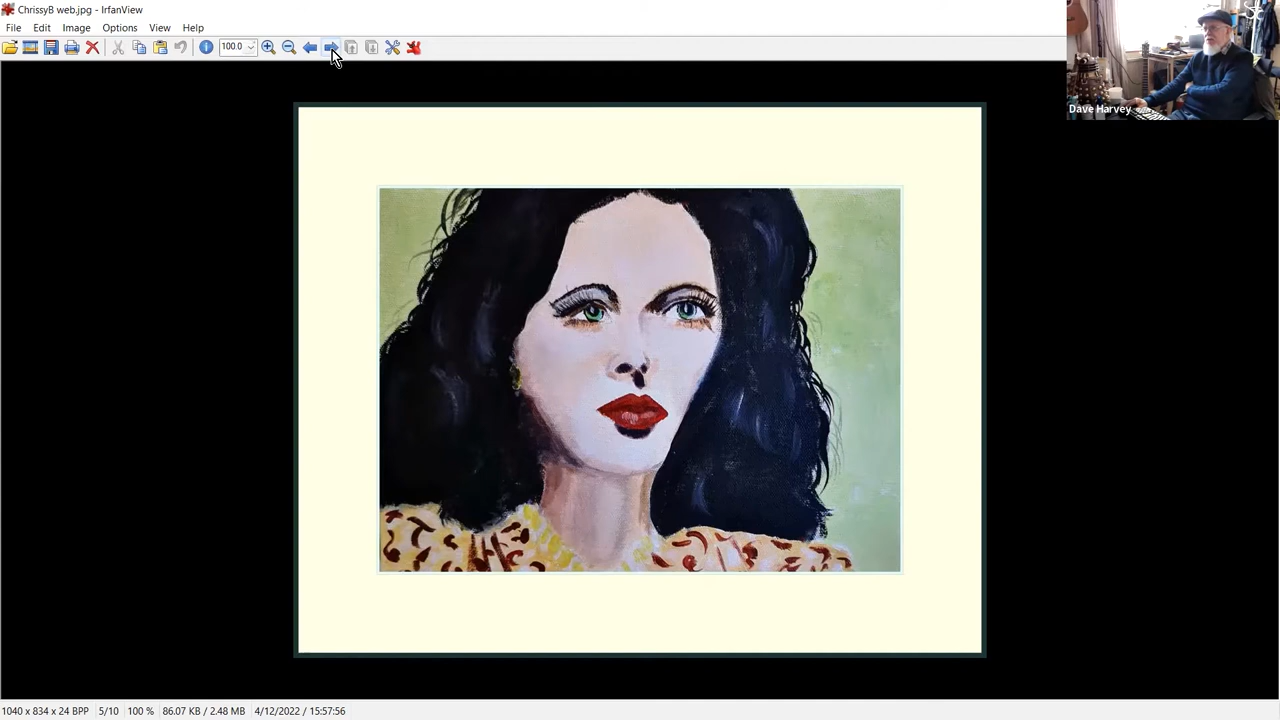 ChrissyB web.jpg - IrfanView
File Edit Image Options View Help
100.0
Dave Harvey
1040 x 834 x 24 BPP 5/10 100 % 86.07 KB / 2.48 MB 4/12/2022 / 15:57:56